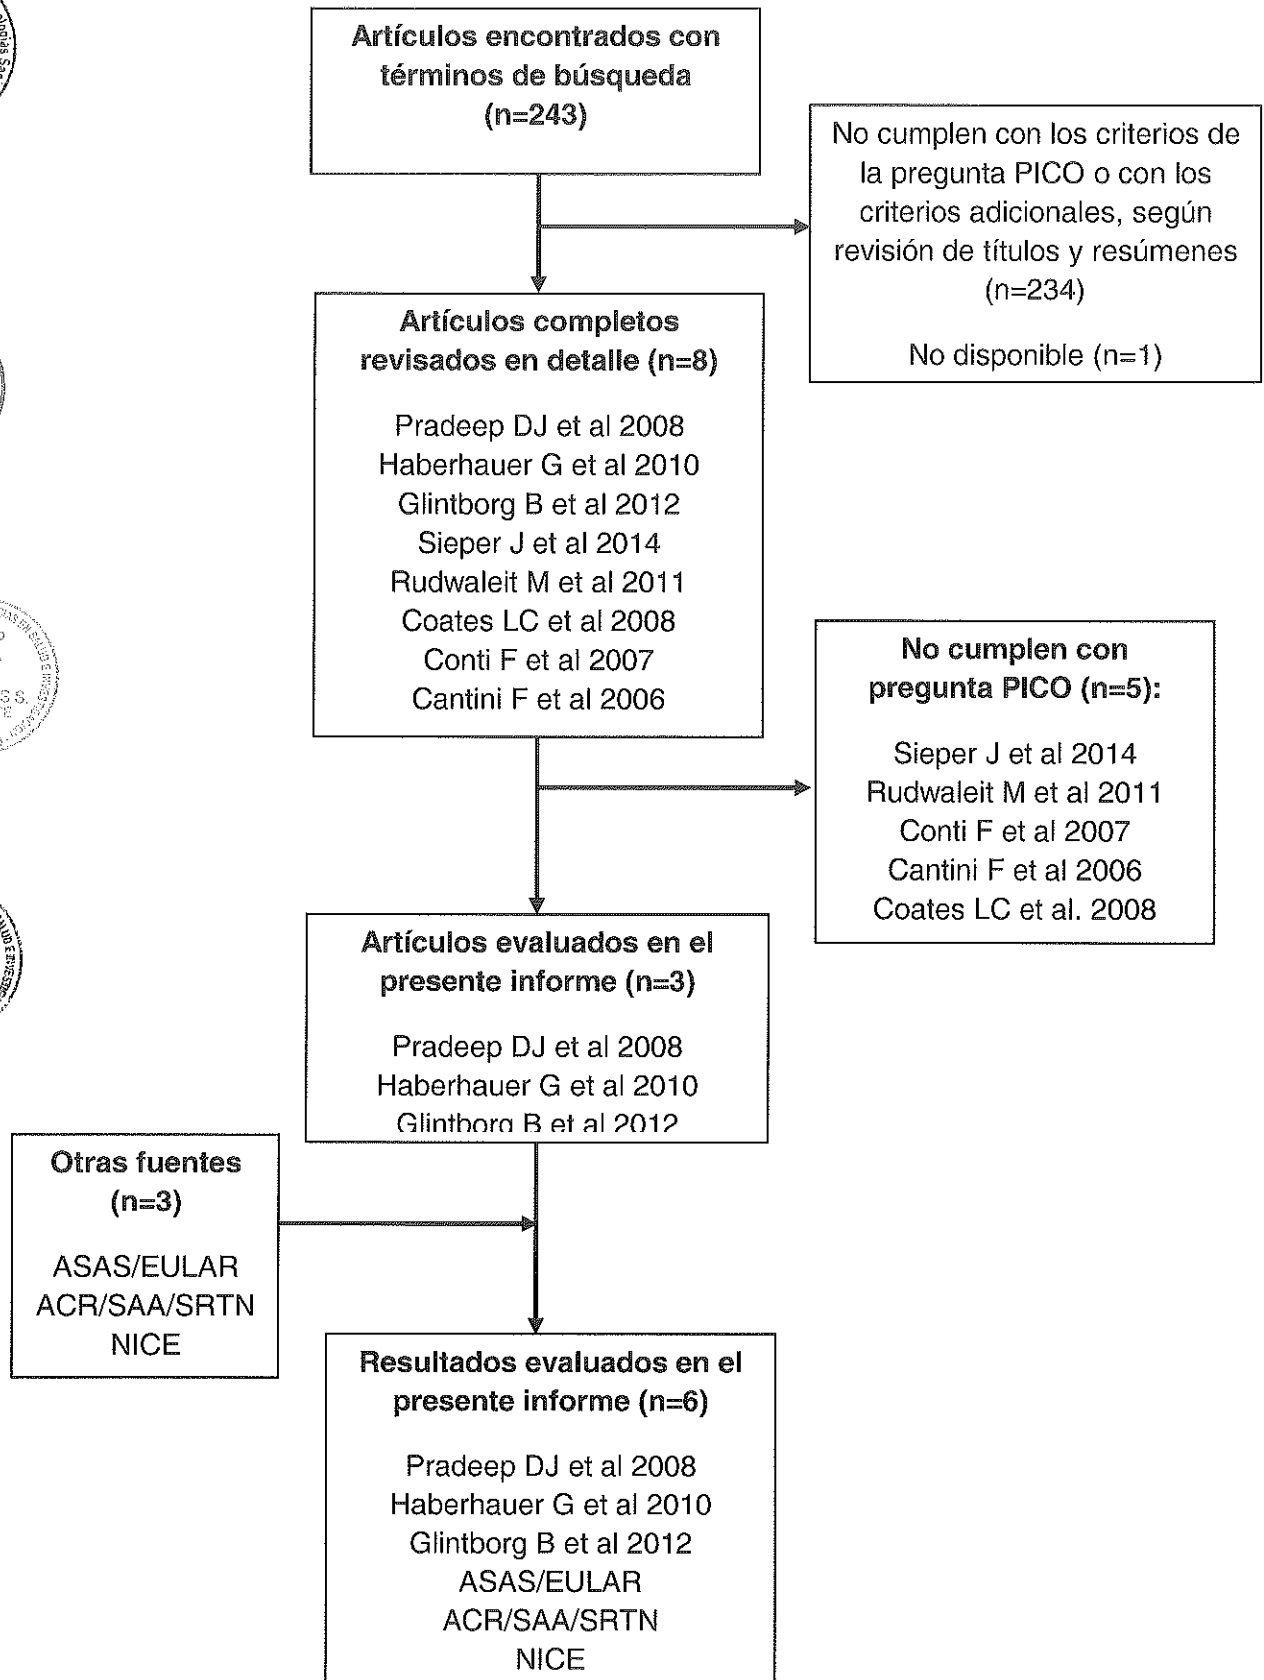 Artículos encontrados con
términos de búsqueda
(n=243)
No cumplen con los criterios de
la pregunta PICO o con los
criterios adicionales, según
revisión de títulos y resúmenes
(n=234)
No disponible (n=1)
Artículos completos
revisados en detalle (n=8)
Pradeep DJ et al 2008
Haberhauer G et al 2010
Glintborg B et al 2012
Sieper J et al 2014
Rudwaleit M et al 2011
Coates LC et al 2008
Conti F et al 2007
Cantini F et al 2006
No cumplen con
pregunta PICO (n=5):
Sieper J et al 2014
Rudwaleit M et al 2011
Conti F et al 2007
Cantini F et al 2006
Coates LC et al. 2008
Artículos evaluados en el
presente informe (n=3)
Pradeep DJ et al 2008
Haberhauer G et al 2010
Glintborg B et al 2012
Otras fuentes
(n=3)
ASAS/EULAR
ACR/SAA/SRTN
NICE
Resultados evaluados en el
presente informe (n=6)
Pradeep DJ et al 2008
Haberhauer G et al 2010
Glintborg B et al 2012
ASAS/EULAR
ACR/SAA/SRTN
NICE